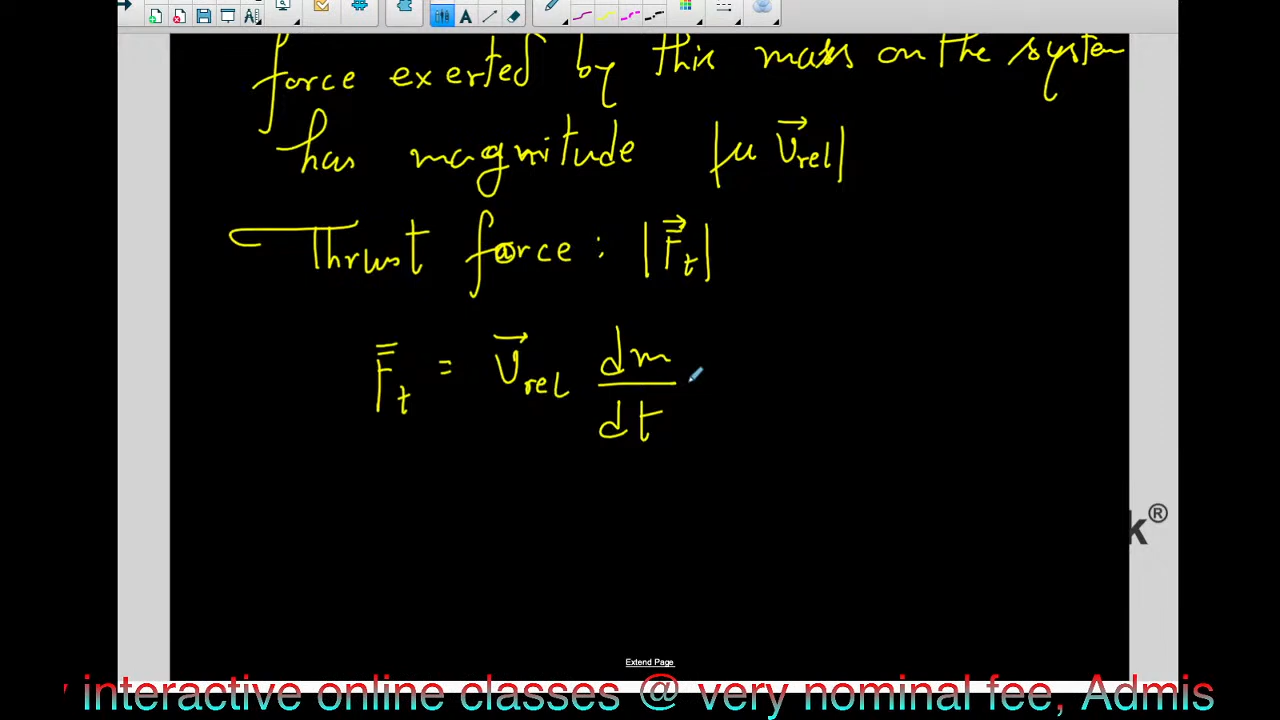 force exerted by this mass on the system
has magnitude |μ v⃗rel|
Thrust force : |F⃗t|
F̿t = v⃗rel dm/dt
k®
Extend Page
interactive online classes @ very nominal fee, Admis